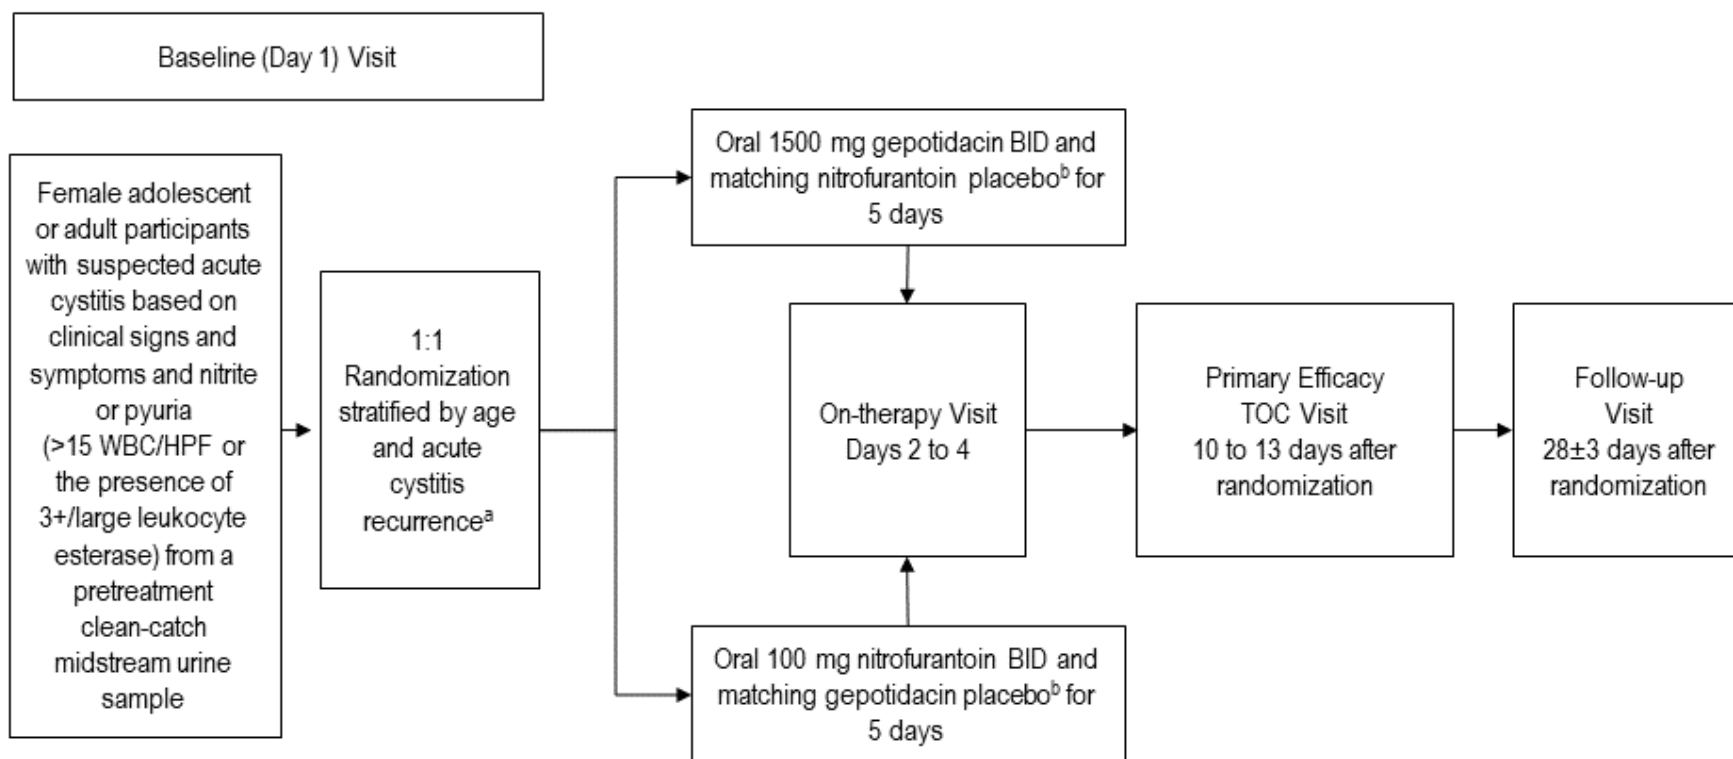 Baseline (Day 1) Visit
Female adolescent
or adult participants
with suspected acute
cystitis based on
clinical signs and
symptoms and nitrite
or pyuria
(>15 WBC/HPF or
the presence of
3+/large leukocyte
esterase) from a
pretreatment
clean-catch
midstream urine
sample
1:1
Randomization
stratified by age
and acute
cystitis
recurrenceᵃ
Oral 1500 mg gepotidacin BID and
matching nitrofurantoin placeboᵇ for
5 days
Oral 100 mg nitrofurantoin BID and
matching gepotidacin placeboᵇ for
5 days
On-therapy Visit
Days 2 to 4
Primary Efficacy
TOC Visit
10 to 13 days after
randomization
Follow-up
Visit
28±3 days after
randomization